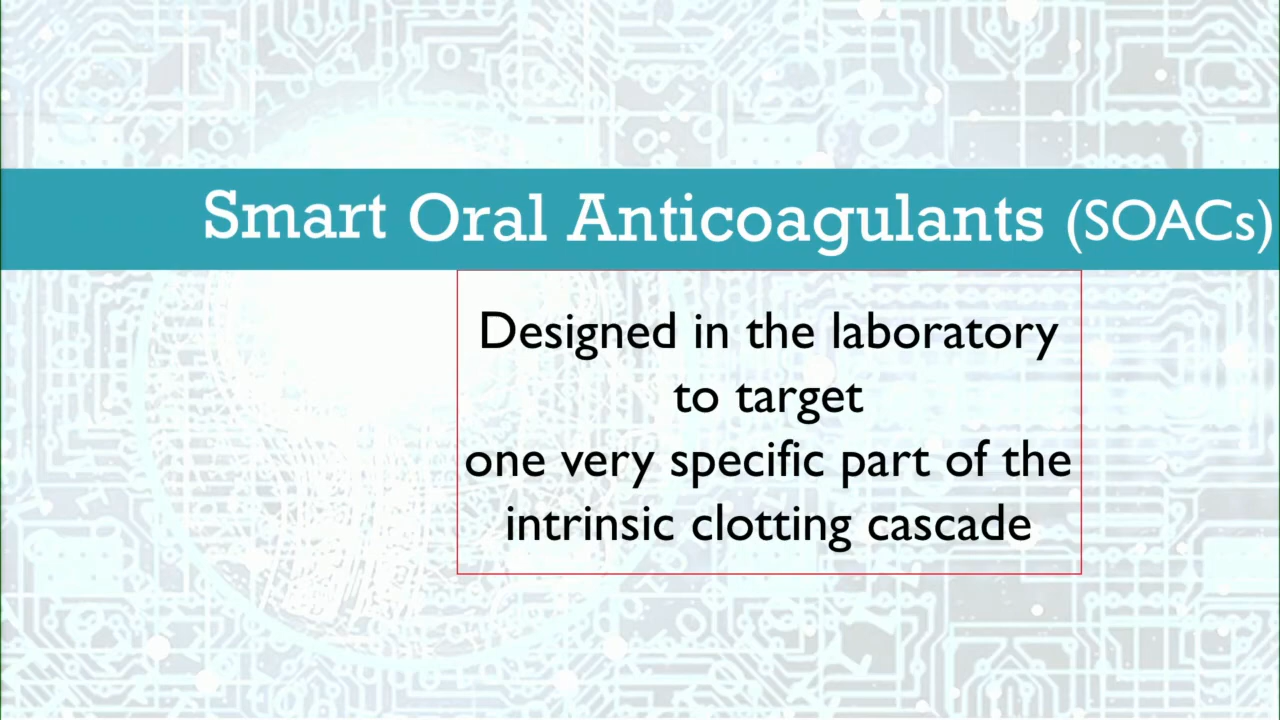 Smart Oral Anticoagulants (SOACs)
Designed in the laboratory
to target
one very specific part of the
intrinsic clotting cascade